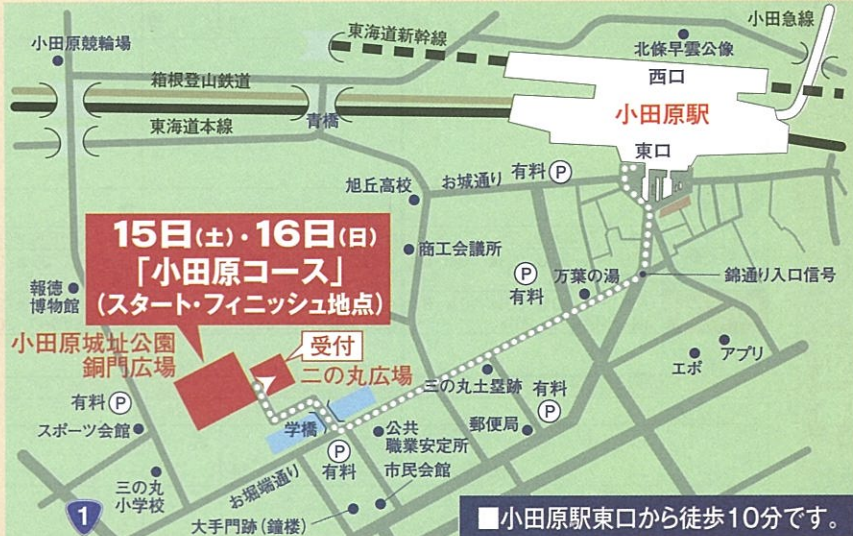 小田急線
東海道新幹線
小田原競輪場
北條早雲公像
西口
箱根登山鉄道
小田原駅
東海道本線
青橋
東口
お城通り
有料 P
旭丘高校
15日(土)・16日(日)
「小田原コース」
(スタート・フィニッシュ地点)
商工会議所
P
有料
万葉の湯
錦通り入口信号
報徳
博物館
小田原城址公園
銅門広場
受付
二の丸広場
アプリ
エポ
三の丸土塁跡
有料
P
有料 P
スポーツ会館
学橋
公共
職業安定所
郵便局
P
有料
市民会館
お堀端通り
三の丸
小学校
1
大手門跡(鐘楼)
■小田原駅東口から徒歩10分です。